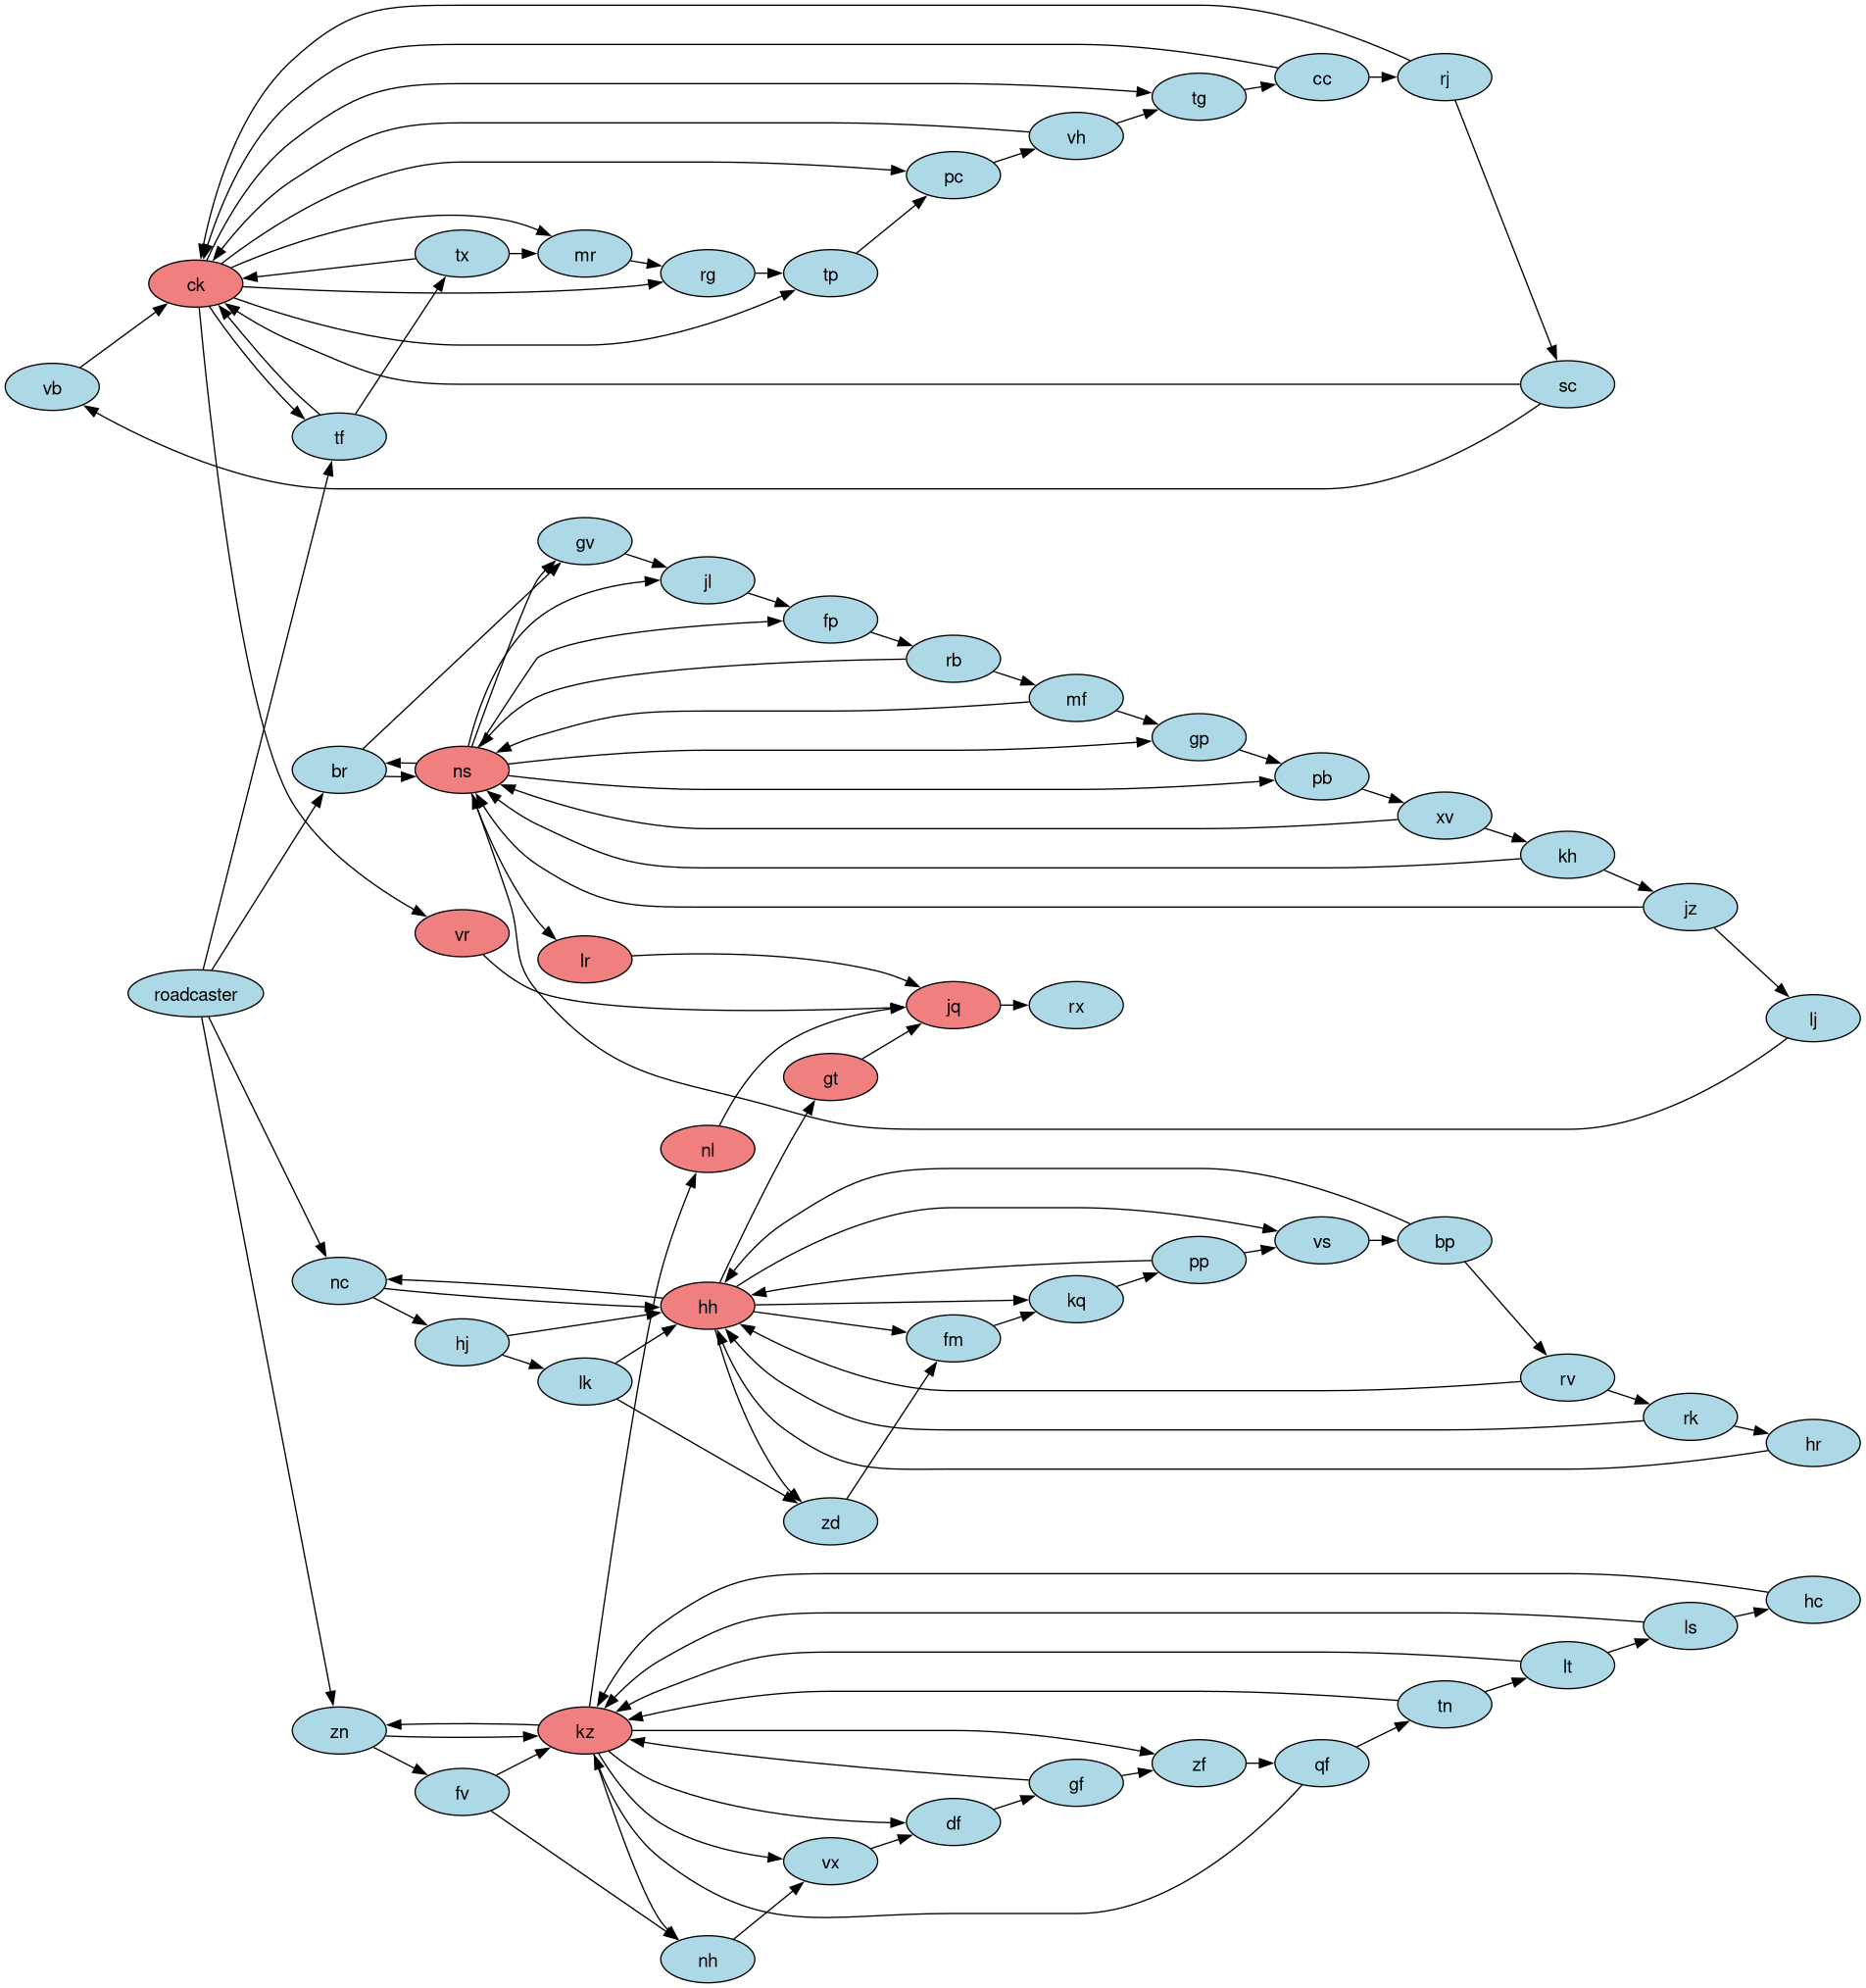 rj
cc
tg
vh
pc
tx
mr
rg
tp
ck
vb
sc
tf
gv
jl
fp
rb
mf
gp
br
ns
pb
xv
kh
jz
vr
lr
roadcaster
jq
rx
lj
gt
nl
vs
bp
pp
nc
kq
hh
hj
fm
lk
rv
rk
hr
zd
hc
ls
lt
tn
zn
kz
zf
qf
gf
fv
df
vx
nh